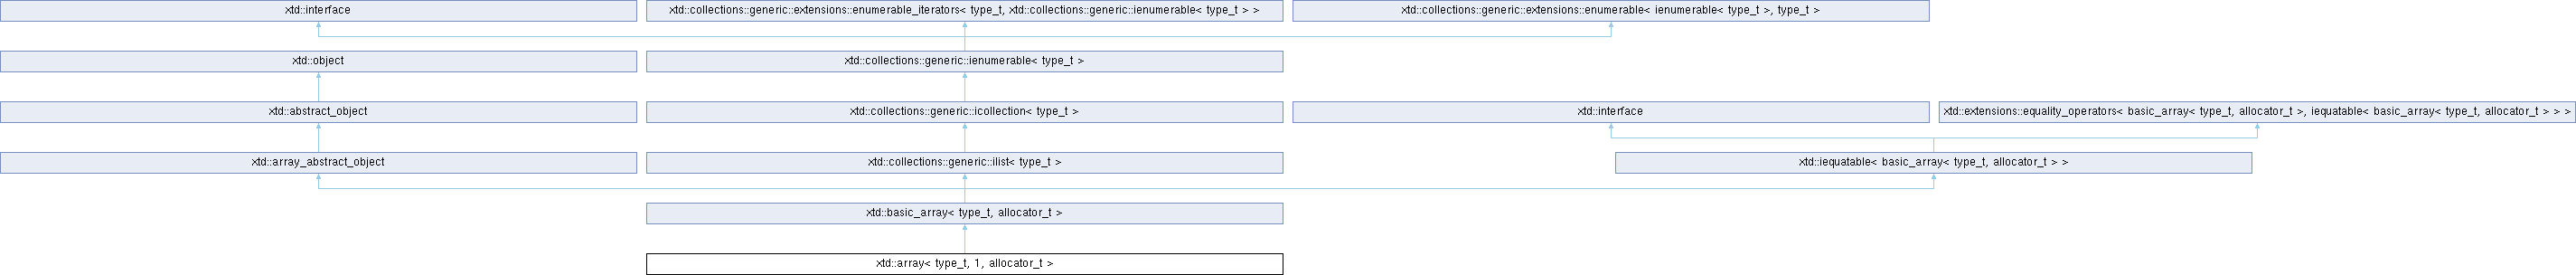 xtd::interface
xtd::collections::generic::extensions::enumerable_iterators< type_t, xtd::collections::generic::ienumerable< type_t > >
xtd::collections::generic::extensions::enumerable< ienumerable< type_t >, type_t >
xtd::object
xtd::collections::generic::ienumerable< type_t >
xtd::abstract_object
xtd::collections::generic::icollection< type_t >
xtd::interface
xtd::extensions::equality_operators< basic_array< type_t, allocator_t >, iequatable< basic_array< type_t, allocator_t > > >
xtd::array_abstract_object
xtd::collections::generic::ilist< type_t >
xtd::iequatable< basic_array< type_t, allocator_t > >
xtd::basic_array< type_t, allocator_t >
xtd::array< type_t, 1, allocator_t >